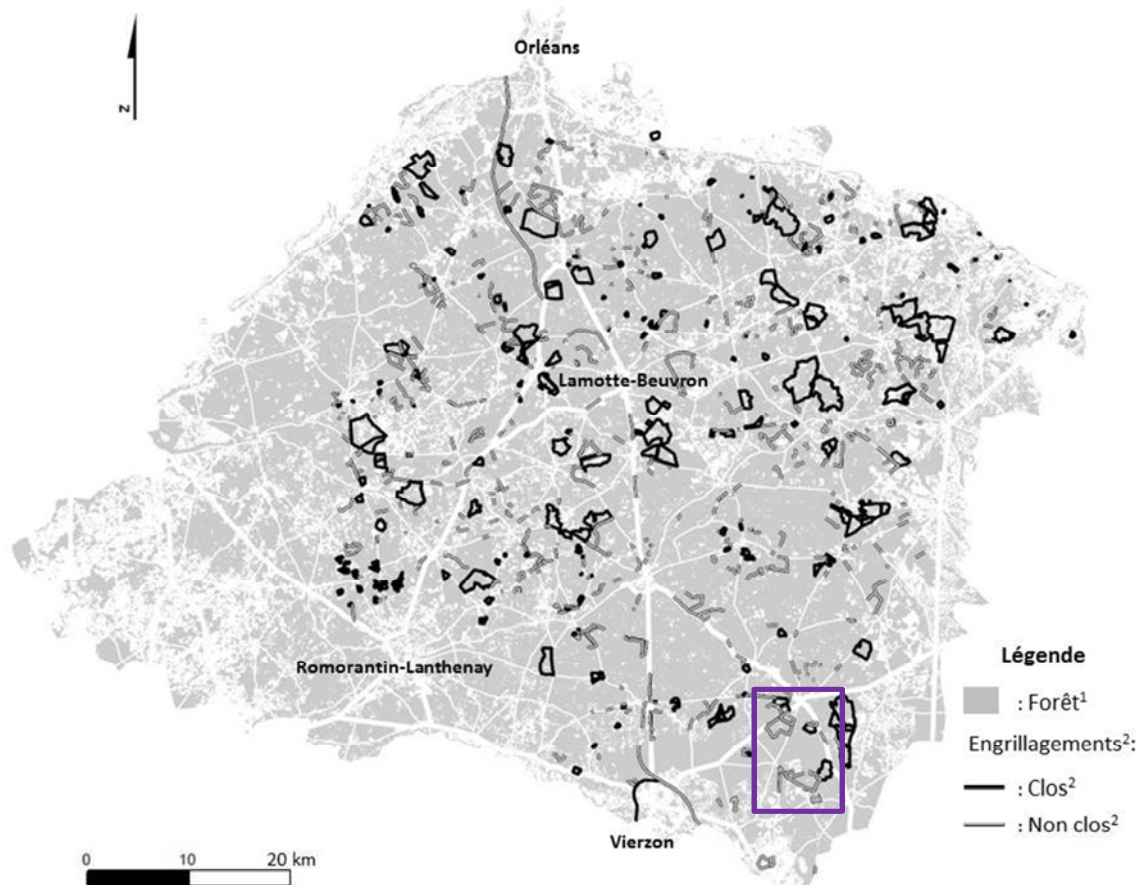 Orléans
N
Lamotte-Beuvron
Romorantin-Lanthenay
Vierzon
Légende
: Forêt¹
Engrillagements²:
: Clos²
: Non clos²
0 10 20 km